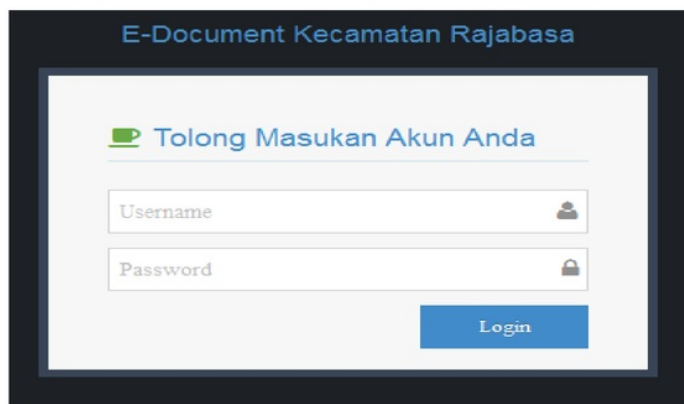 E-Document Kecamatan Rajabasa
Tolong Masukan Akun Anda
Username
Password
Login